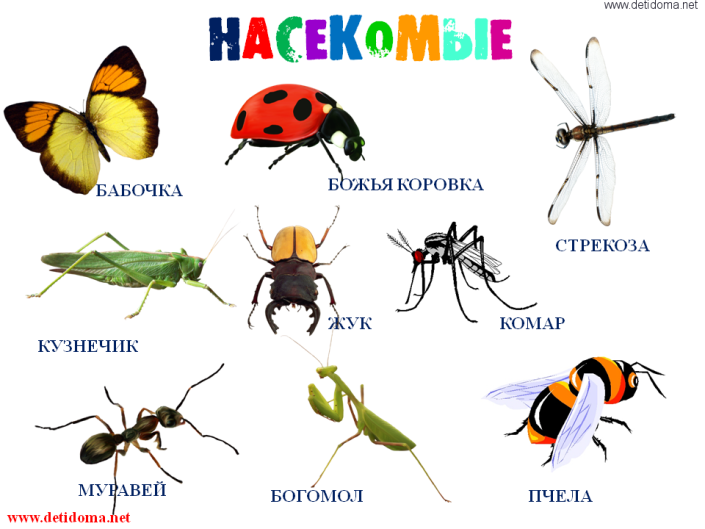 www.detidoma.net
НАСЕКОМЫЕ
БАБОЧКА
БОЖЬЯ КОРОВКА
СТРЕКОЗА
КУЗНЕЧИК
ЖУК
КОМАР
МУРАВЕЙ
БОГОМОЛ
ПЧЕЛА
www.detidoma.net